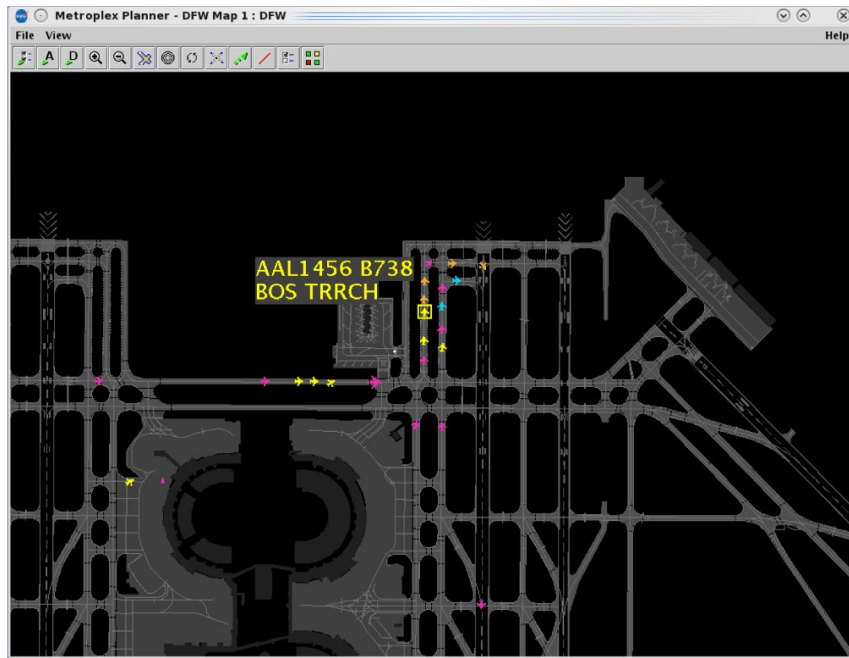 Metroplex Planner - DFW Map 1 : DFW
File View Help
A D
AAL1456 B738
BOS TRRCH